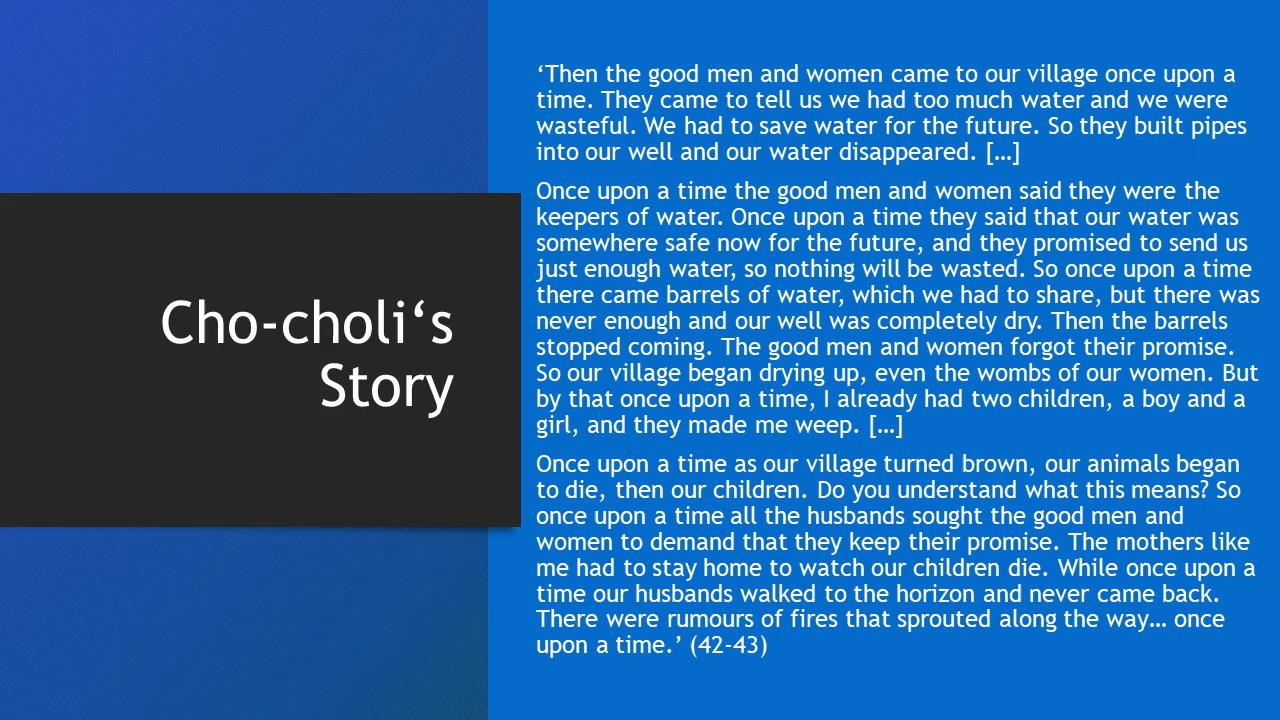 Cho-choli‘s
Story
‘Then the good men and women came to our village once upon a
time. They came to tell us we had too much water and we were
wasteful. We had to save water for the future. So they built pipes
into our well and our water disappeared. […]
Once upon a time the good men and women said they were the
keepers of water. Once upon a time they said that our water was
somewhere safe now for the future, and they promised to send us
just enough water, so nothing will be wasted. So once upon a time
there came barrels of water, which we had to share, but there was
never enough and our well was completely dry. Then the barrels
stopped coming. The good men and women forgot their promise.
So our village began drying up, even the wombs of our women. But
by that once upon a time, I already had two children, a boy and a
girl, and they made me weep. […]
Once upon a time as our village turned brown, our animals began
to die, then our children. Do you understand what this means? So
once upon a time all the husbands sought the good men and
women to demand that they keep their promise. The mothers like
me had to stay home to watch our children die. While once upon a
time our husbands walked to the horizon and never came back.
There were rumours of fires that sprouted along the way… once
upon a time.’ (42-43)